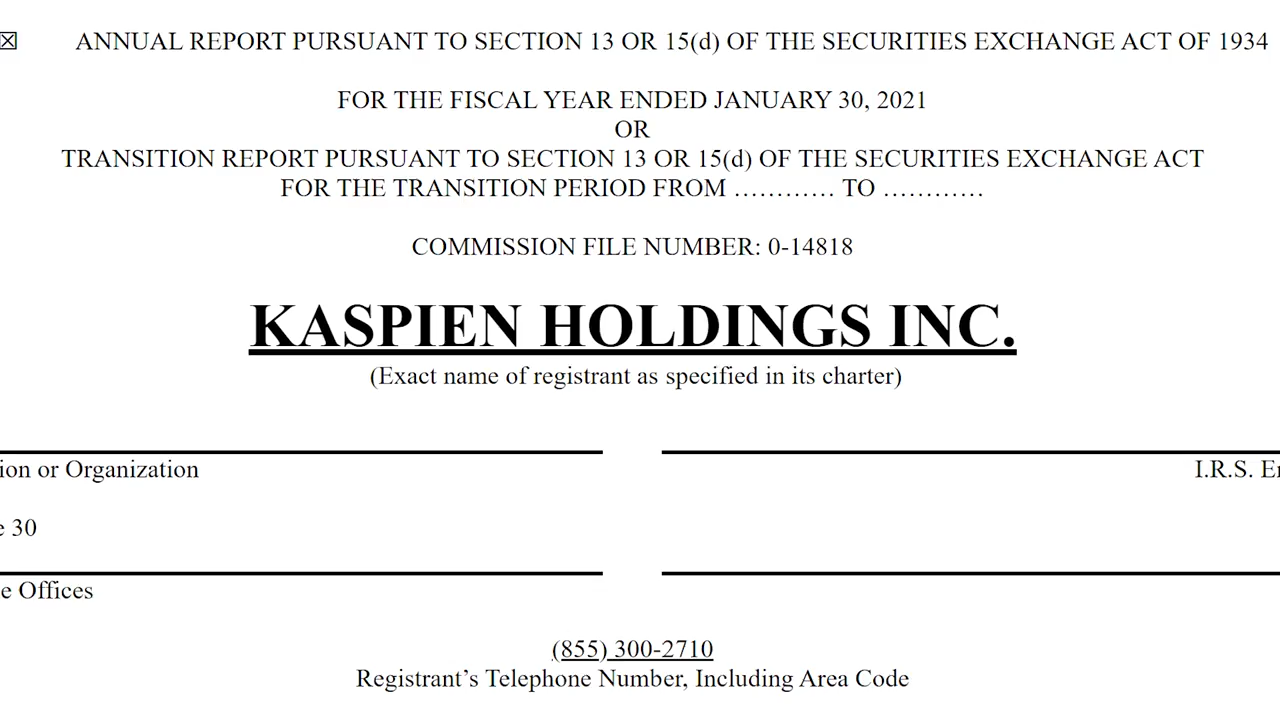 ☒ ANNUAL REPORT PURSUANT TO SECTION 13 OR 15(d) OF THE SECURITIES EXCHANGE ACT OF 1934
FOR THE FISCAL YEAR ENDED JANUARY 30, 2021
OR
TRANSITION REPORT PURSUANT TO SECTION 13 OR 15(d) OF THE SECURITIES EXCHANGE ACT
FOR THE TRANSITION PERIOD FROM ………… TO …………
COMMISSION FILE NUMBER: 0-14818
KASPIEN HOLDINGS INC.
(Exact name of registrant as specified in its charter)
ion or Organization I.R.S. E
e 30
e Offices
(855) 300-2710
Registrant’s Telephone Number, Including Area Code